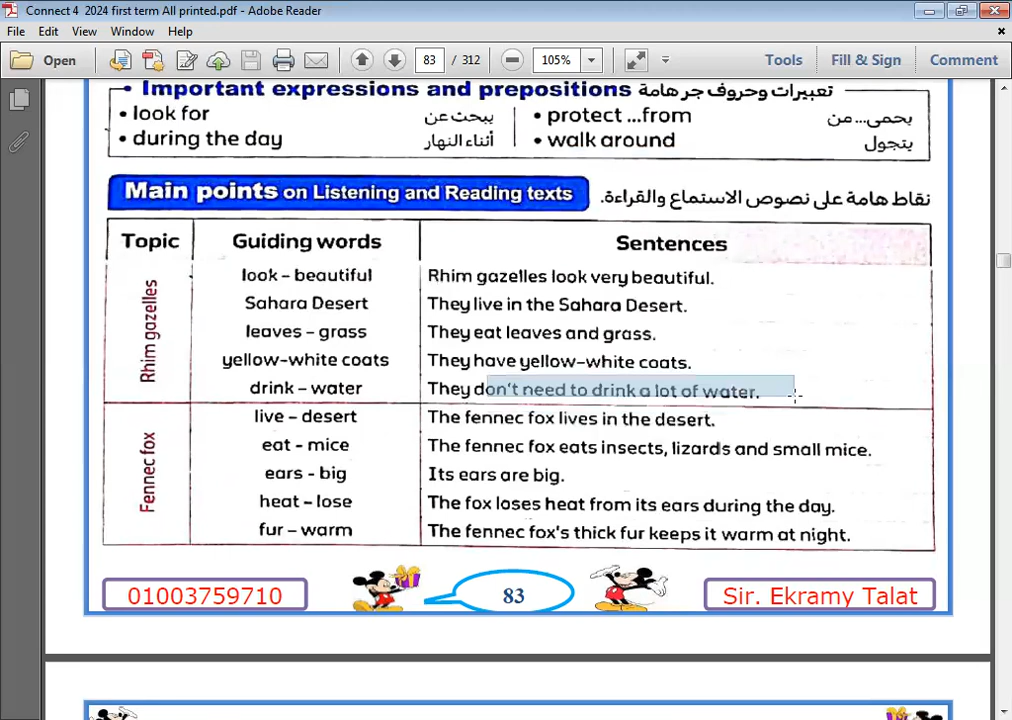 Connect 4 2024 first term All printed.pdf - Adobe Reader
File Edit View Window Help
Open 83 / 312 105% Tools Fill & Sign Comment
• Important expressions and prepositions تعبيرات وحروف جر هامة
• look for يبحث عن • protect ...from يحمى... من
• during the day أثناء النهار • walk around يتجول
Main points on Listening and Reading texts نقاط هامة على نصوص الاستماع والقراءة.
Topic Guiding words Sentences
Rhim gazelles
look – beautiful Rhim gazelles look very beautiful.
Sahara Desert They live in the Sahara Desert.
leaves – grass They eat leaves and grass.
yellow-white coats They have yellow-white coats.
drink – water They don't need to drink a lot of water.
Fennec fox
live – desert The fennec fox lives in the desert.
eat - mice The fennec fox eats insects, lizards and small mice.
ears - big Its ears are big.
heat – lose The fox loses heat from its ears during the day.
fur – warm The fennec fox's thick fur keeps it warm at night.
01003759710 83 Sir. Ekramy Talat